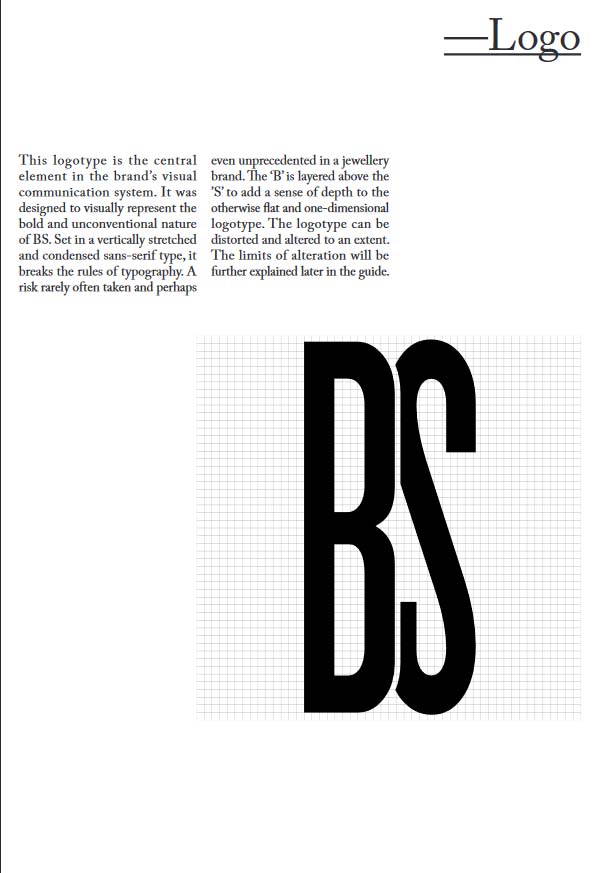 Logo
This logotype is the central
element in the brand's visual
communication system. It was
designed to visually represent the
bold and unconventional nature
of BS. Set in a vertically stretched
and condensed sans-serif type, it
breaks the rules of typography. A
risk rarely often taken and perhaps
even unprecedented in a jewellery
brand. The 'B' is layered above the
'S' to add a sense of depth to the
otherwise flat and one-dimensional
logotype. The logotype can be
distorted and altered to an extent.
The limits of alteration will be
further explained later in the guide.
BS